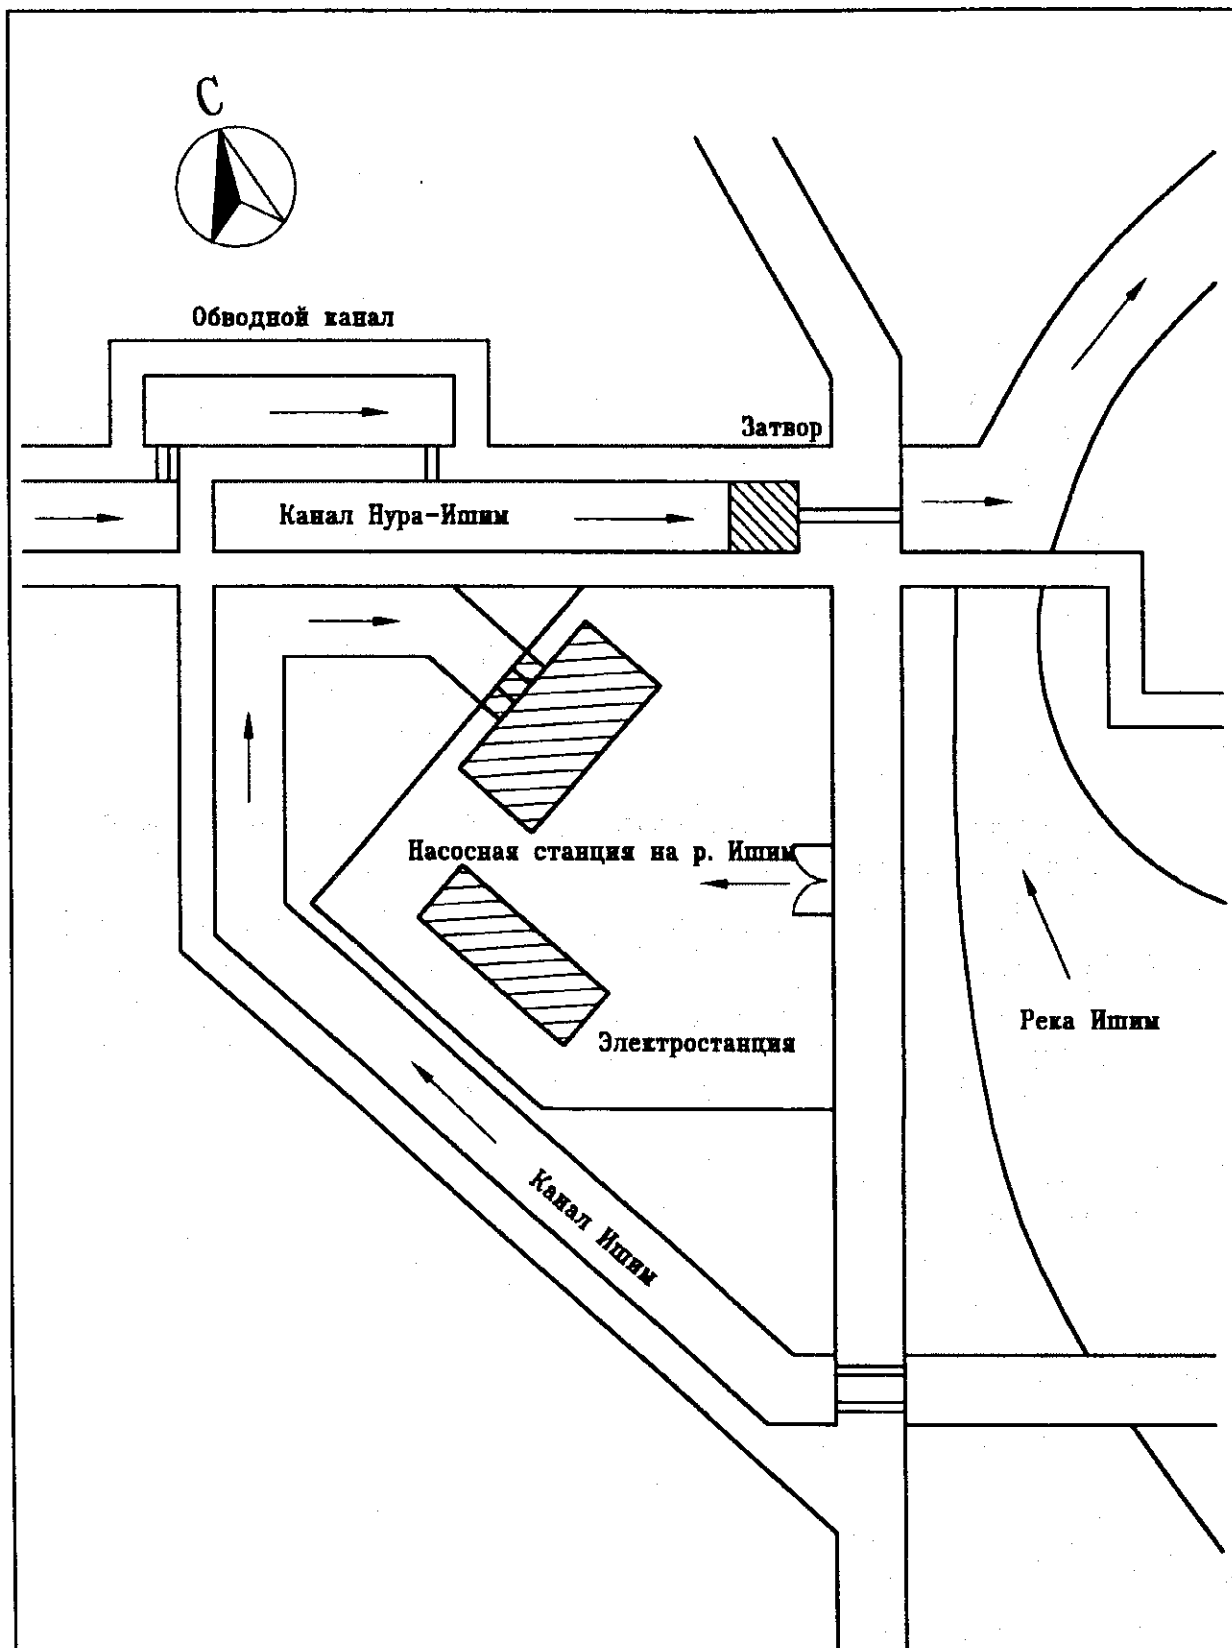 С
Обводной канал
Затвор
Канал Нура-Ишим
Насосная станция на р. Ишим
Река Ишим
Электростанция
Канал Ишим